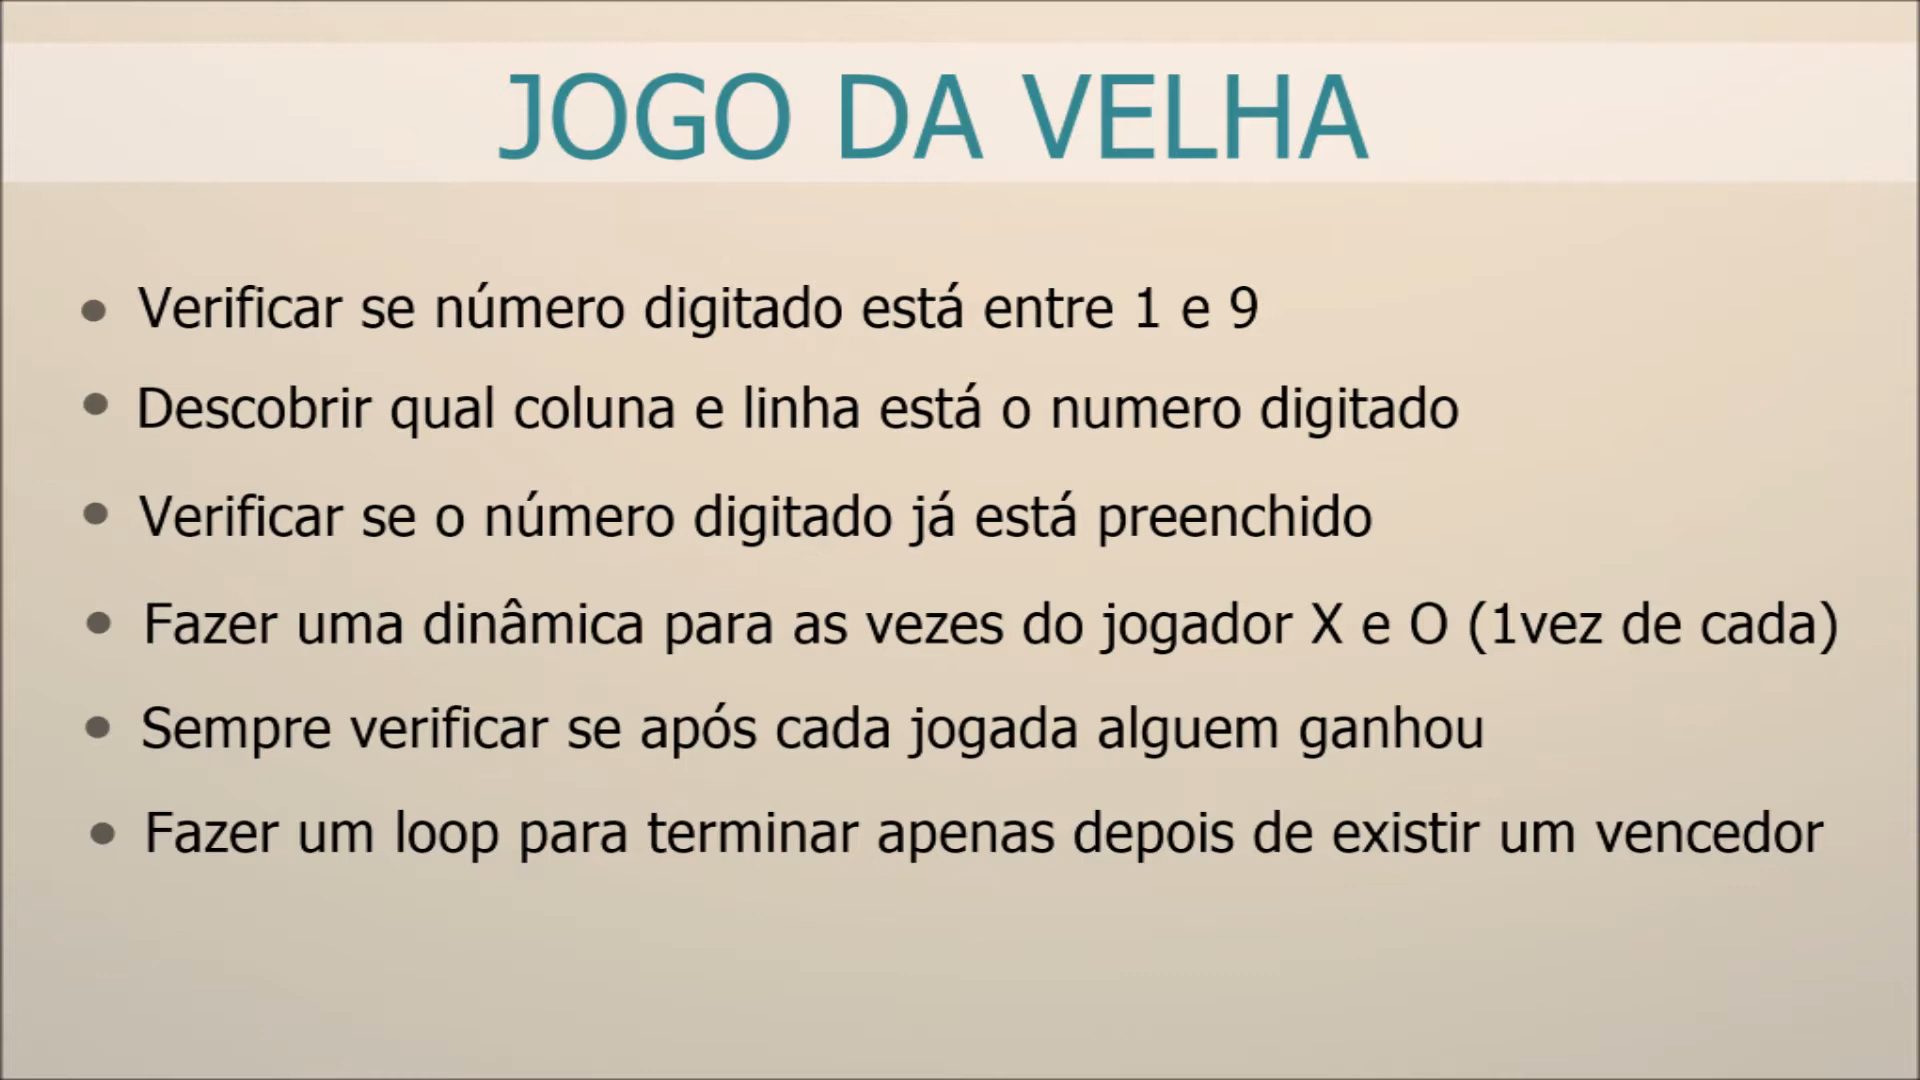 JOGO DA VELHA
• Verificar se número digitado está entre 1 e 9
• Descobrir qual coluna e linha está o numero digitado
• Verificar se o número digitado já está preenchido
• Fazer uma dinâmica para as vezes do jogador X e O (1vez de cada)
• Sempre verificar se após cada jogada alguem ganhou
• Fazer um loop para terminar apenas depois de existir um vencedor